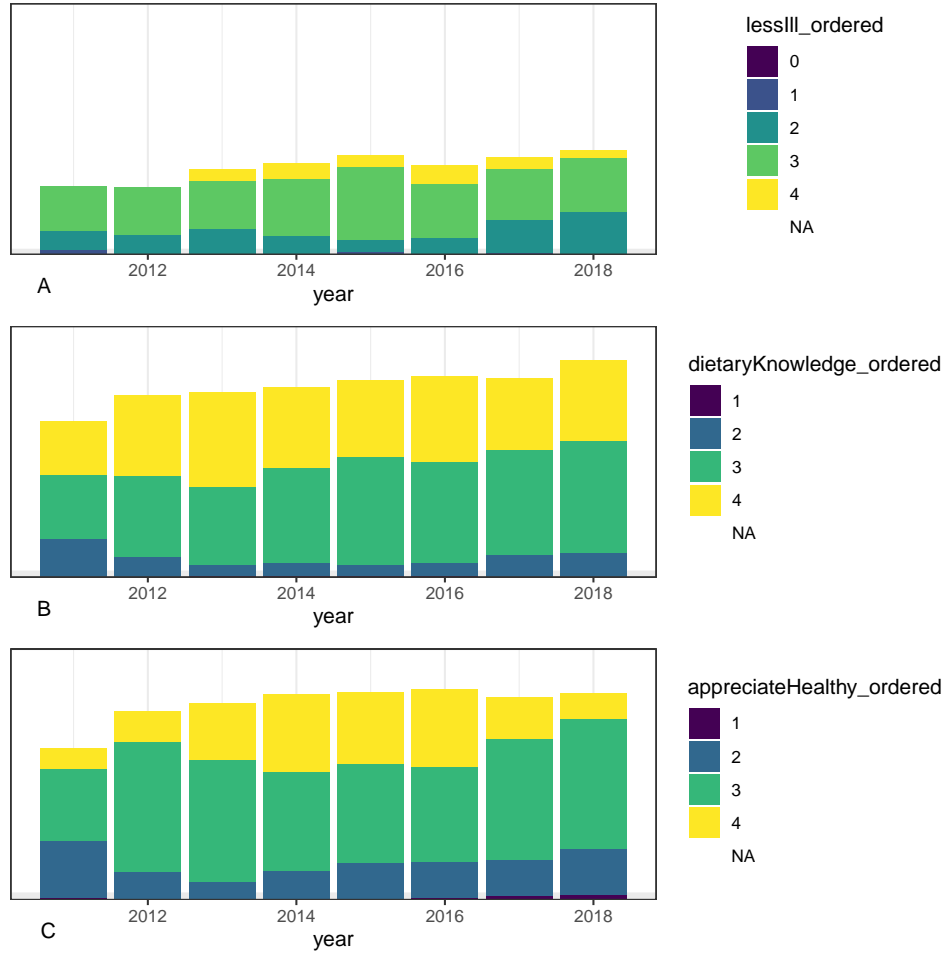 lessIll_ordered
0
1
2
3
4
NA
2012 2014 2016 2018
year
A
dietaryKnowledge_ordered
1
2
3
4
NA
2012 2014 2016 2018
year
B
appreciateHealthy_ordered
1
2
3
4
NA
2012 2014 2016 2018
year
C